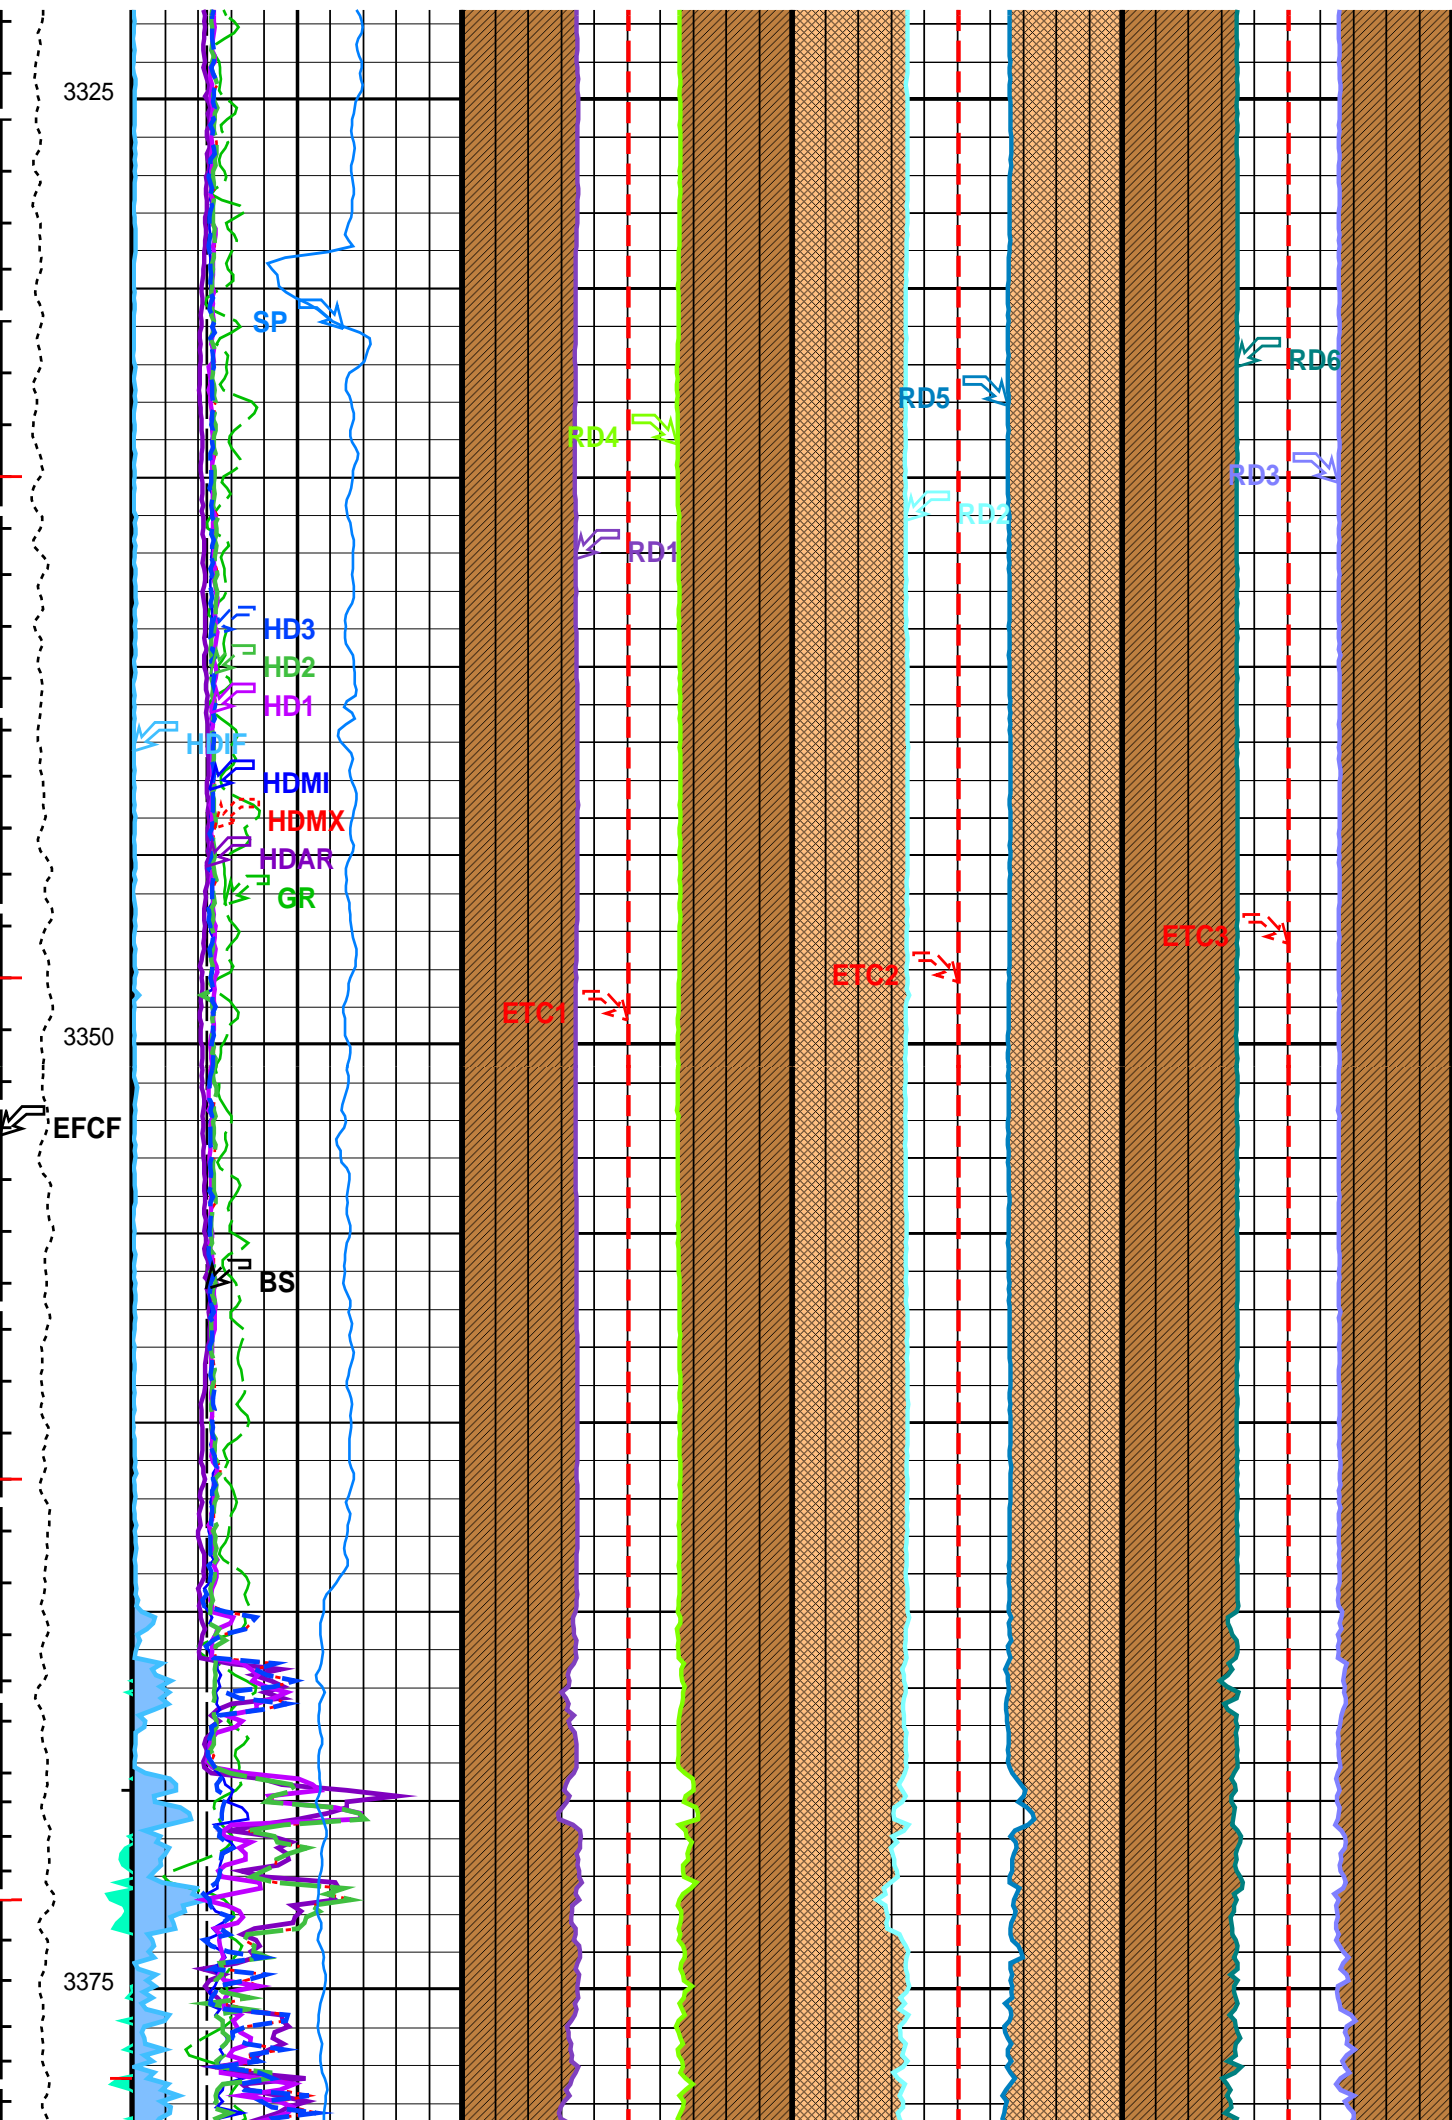 3325
SP
RD6
RD5
RD4
RD3
RD2
RD1
HD3
HD2
HD1
HDIF
HDMI
HDMX
HDAR
GR
ETC3
ETC2
ETC1
3350
EFCF
BS
3375